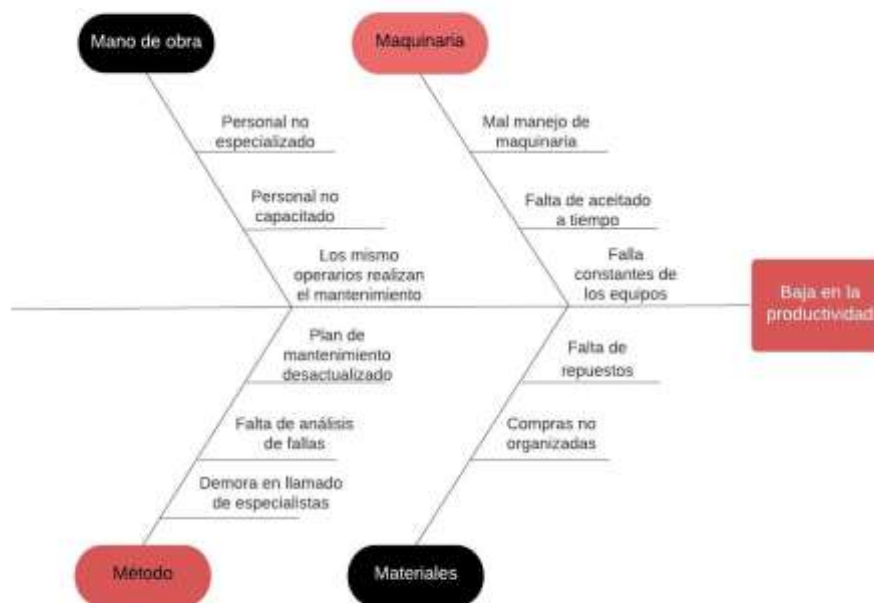 Mano de obra
Maquinaria
Personal no
especializado
Mal manejo de
maquinaria
Personal no
capacitado
Falta de aceitado
a tiempo
Los mismo
operarios realizan
el mantenimiento
Falla
constantes de
los equipos
Baja en la
productividad
Plan de
mantenimiento
desactualizado
Falta de
repuestos
Falta de análisis
de fallas
Compras no
organizadas
Demora en llamado
de especialistas
Método
Materiales